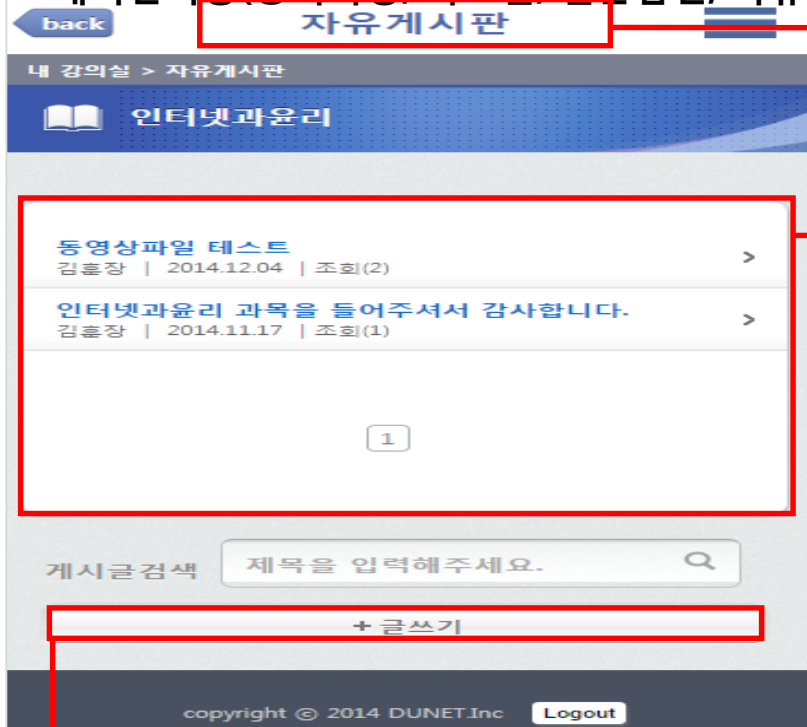 back
자유게시판
내 강의실 > 자유게시판
인터넷과윤리
동영상파일 테스트
김훈장 | 2014.12.04 | 조회(2)
인터넷과윤리 과목을 들어주셔서 감사합니다.
김훈장 | 2014.11.17 | 조회(1)
1
게시글검색 제목을 입력해주세요.
+ 글쓰기
copyright © 2014 DUNET.Inc Logout